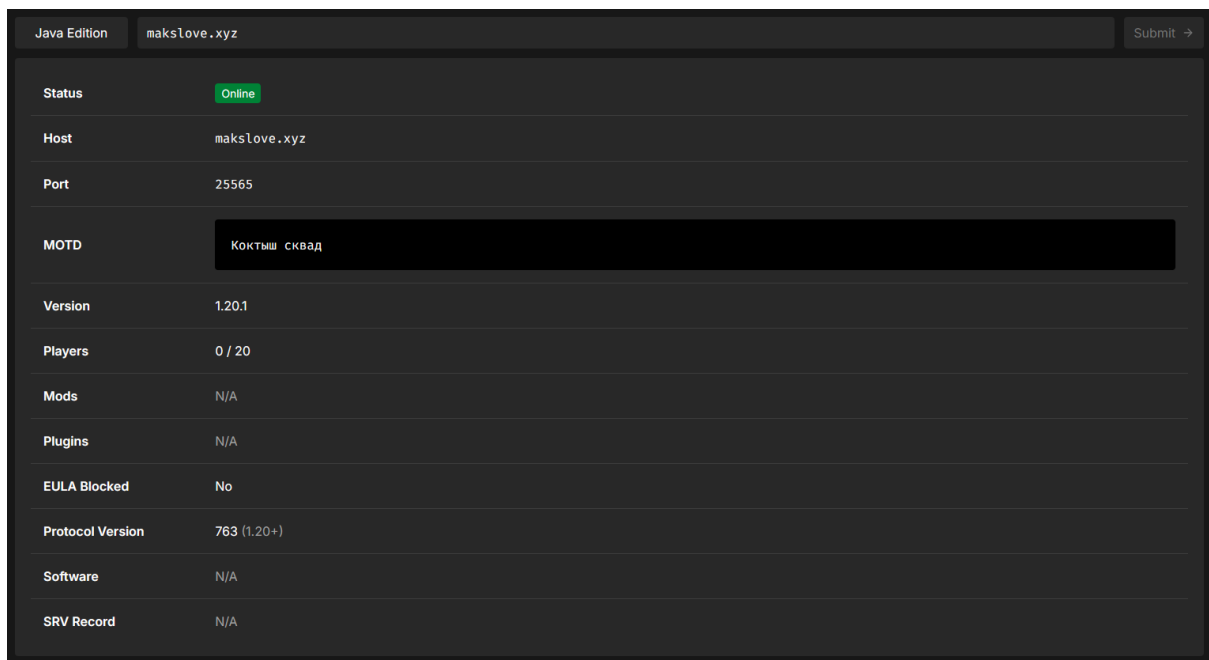 Java Edition makslove.xyz Submit →
Status Online
Host makslove.xyz
Port 25565
MOTD Коктыш сквад
Version 1.20.1
Players 0 / 20
Mods N/A
Plugins N/A
EULA Blocked No
Protocol Version 763 (1.20+)
Software N/A
SRV Record N/A